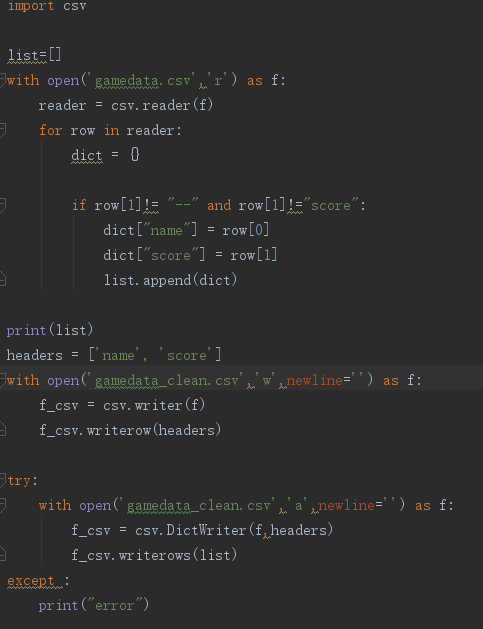 import csv
list=[]
with open('gamedata.csv','r') as f:
    reader = csv.reader(f)
    for row in reader:
        dict = {}
        if row[1]!= "--" and row[1]!="score":
            dict["name"] = row[0]
            dict["score"] = row[1]
            list.append(dict)
print(list)
headers = ['name', 'score']
with open('gamedata_clean.csv','w',newline='') as f:
    f_csv = csv.writer(f)
    f_csv.writerow(headers)
try:
    with open('gamedata_clean.csv','a',newline='') as f:
        f_csv = csv.DictWriter(f,headers)
        f_csv.writerows(list)
except :
    print("error")